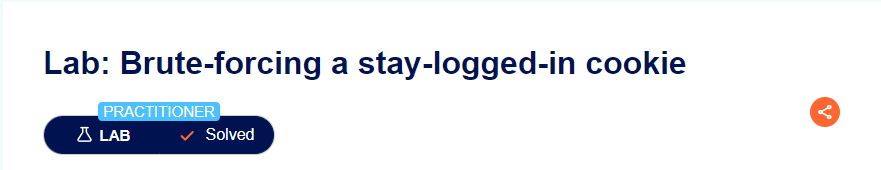 Lab: Brute-forcing a stay-logged-in cookie
PRACTITIONER
LAB Solved